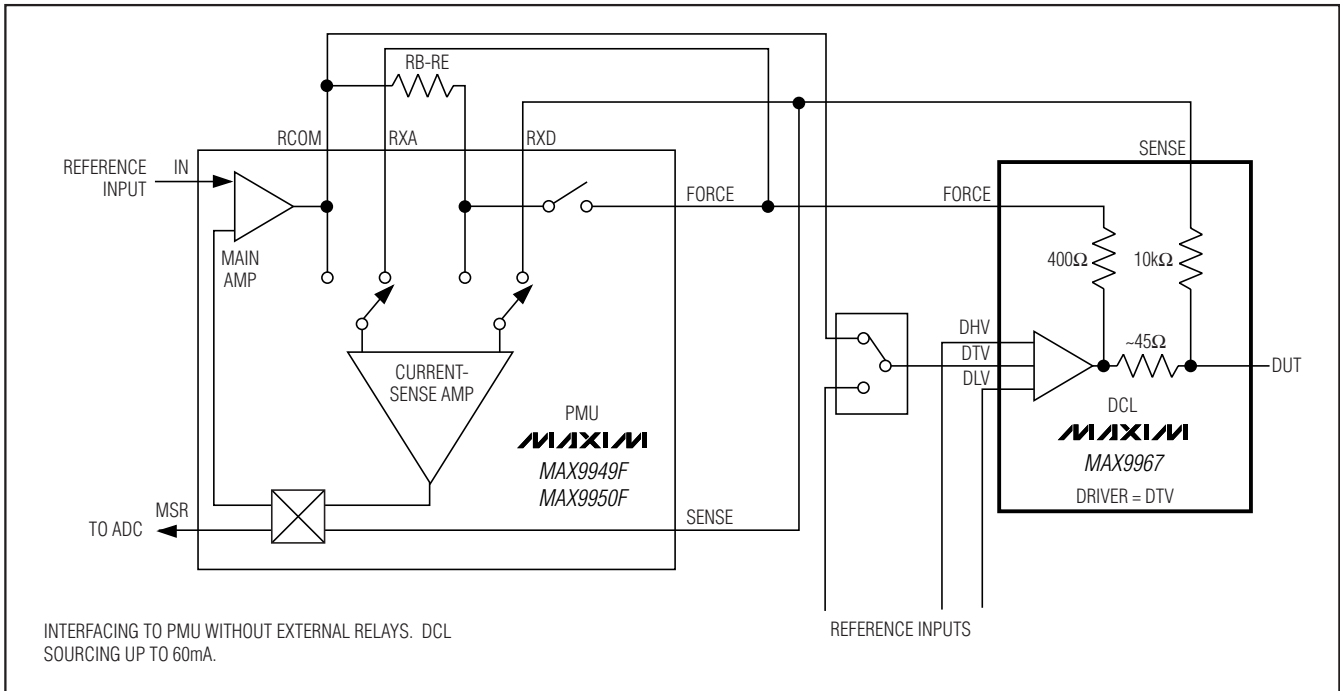 RB-RE
RCOM
RXA
RXD
SENSE
REFERENCE
INPUT
IN
FORCE
FORCE
MAIN
AMP
400Ω
10kΩ
DHV
DTV
DLV
~45Ω
DUT
CURRENT-
SENSE AMP
PMU
MAXIM
MAX9949F
MAX9950F
DCL
MAXIM
MAX9967
DRIVER = DTV
MSR
TO ADC
SENSE
REFERENCE INPUTS
INTERFACING TO PMU WITHOUT EXTERNAL RELAYS. DCL
SOURCING UP TO 60mA.